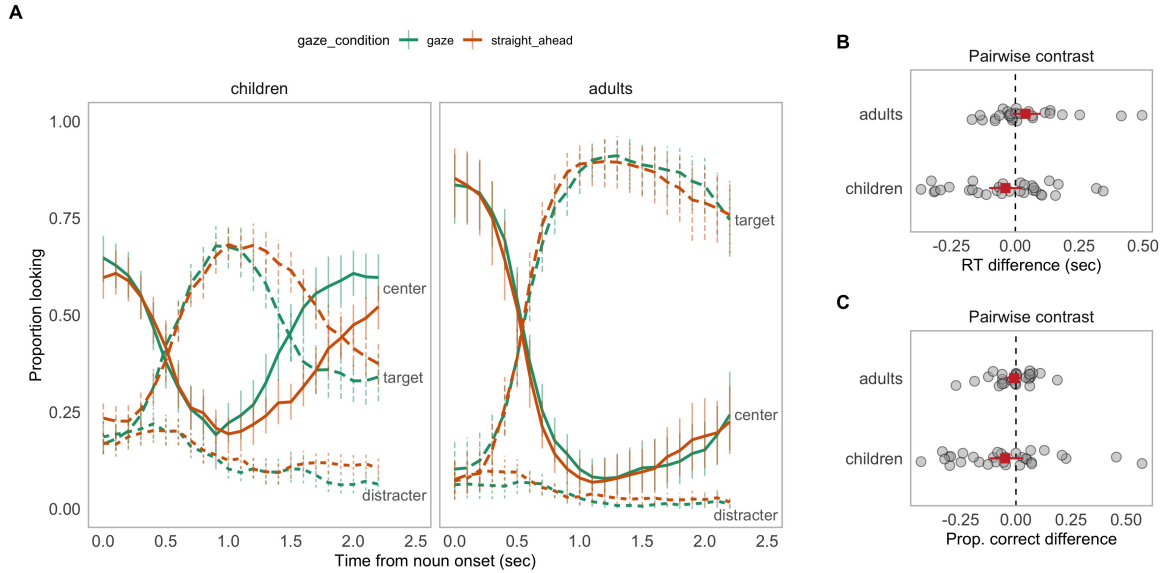 A
gaze_condition gaze straight_ahead
children adults
1.00
0.75
0.50
0.25
0.00
Proportion looking
center
target
distracter
target
center
distracter
0.0 0.5 1.0 1.5 2.0 2.5 0.0 0.5 1.0 1.5 2.0 2.5
Time from noun onset (sec)
B
Pairwise contrast
adults
children
-0.25 0.00 0.25 0.50
RT difference (sec)
C
Pairwise contrast
adults
children
-0.25 0.00 0.25 0.50
Prop. correct difference